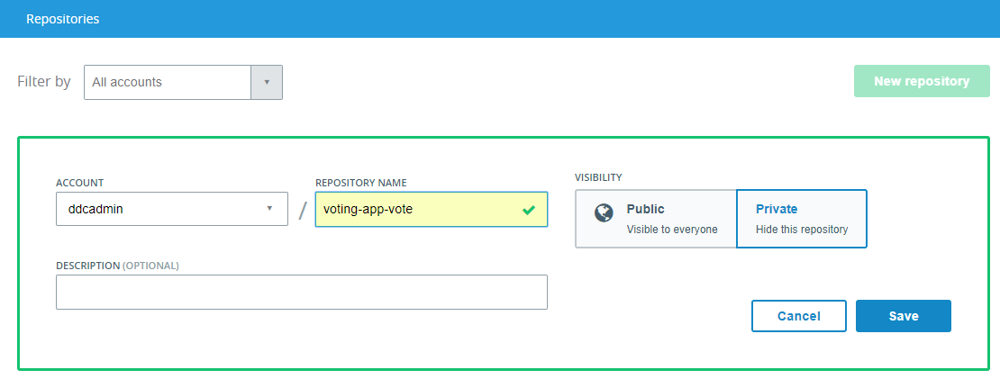 Repositories
Filter by
All accounts
New repository
ACCOUNT
REPOSITORY NAME
VISIBILITY
ddcadmin
/
voting-app-vote
Public
Visible to everyone
Private
Hide this repository
DESCRIPTION (OPTIONAL)
Cancel
Save